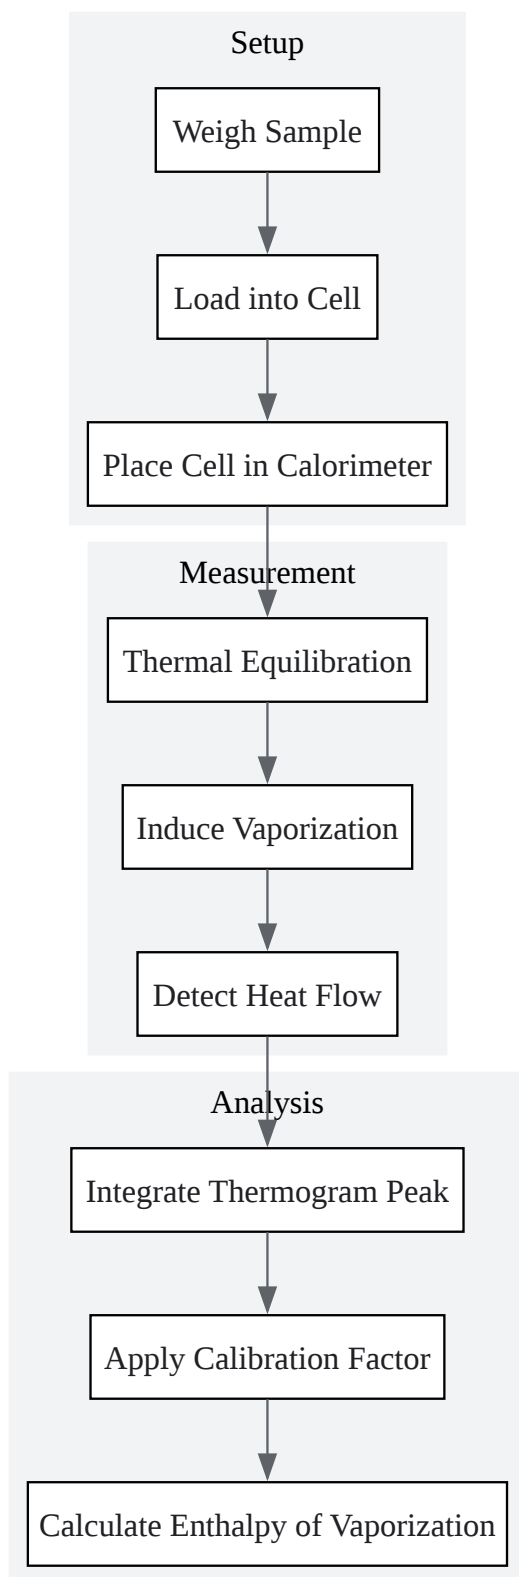 Setup
Weigh Sample
Load into Cell
Place Cell in Calorimeter
Measurement
Thermal Equilibration
Induce Vaporization
Detect Heat Flow
Analysis
Integrate Thermogram Peak
Apply Calibration Factor
Calculate Enthalpy of Vaporization